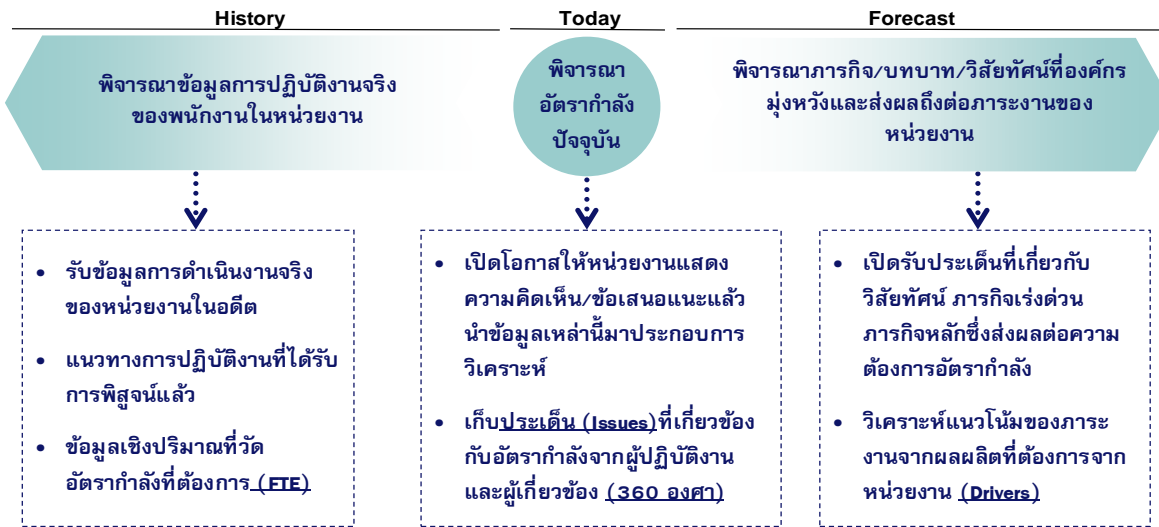 History
Today
Forecast
พิจารณาข้อมูลการปฏิบัติงานจริง
ของพนักงานในหน่วยงาน
พิจารณา
อัตรากำลัง
ปัจจุบัน
พิจารณาภารกิจ/บทบาท/วิสัยทัศน์ที่องค์กร
มุ่งหวังและส่งผลถึงต่อภาระงานของ
หน่วยงาน
• รับข้อมูลการดำเนินงานจริง
ของหน่วยงานในอดีต
• แนวทางการปฏิบัติงานที่ได้รับ
การพิสูจน์แล้ว
• ข้อมูลเชิงปริมาณที่วัด
อัตรากำลังที่ต้องการ (FTE)
• เปิดโอกาสให้หน่วยงานแสดง
ความคิดเห็น/ข้อเสนอแนะแล้ว
นำข้อมูลเหล่านี้มาประกอบการ
วิเคราะห์
• เก็บประเด็น (Issues)ที่เกี่ยวข้อง
กับอัตรากำลังจากผู้ปฏิบัติงาน
และผู้เกี่ยวข้อง (360 องศา)
• เปิดรับประเด็นที่เกี่ยวกับ
วิสัยทัศน์ ภารกิจเร่งด่วน
ภารกิจหลักซึ่งส่งผลต่อความ
ต้องการอัตรากำลัง
• วิเคราะห์แนวโน้มของภาระ
งานจากผลผลิตที่ต้องการจาก
หน่วยงาน (Drivers)